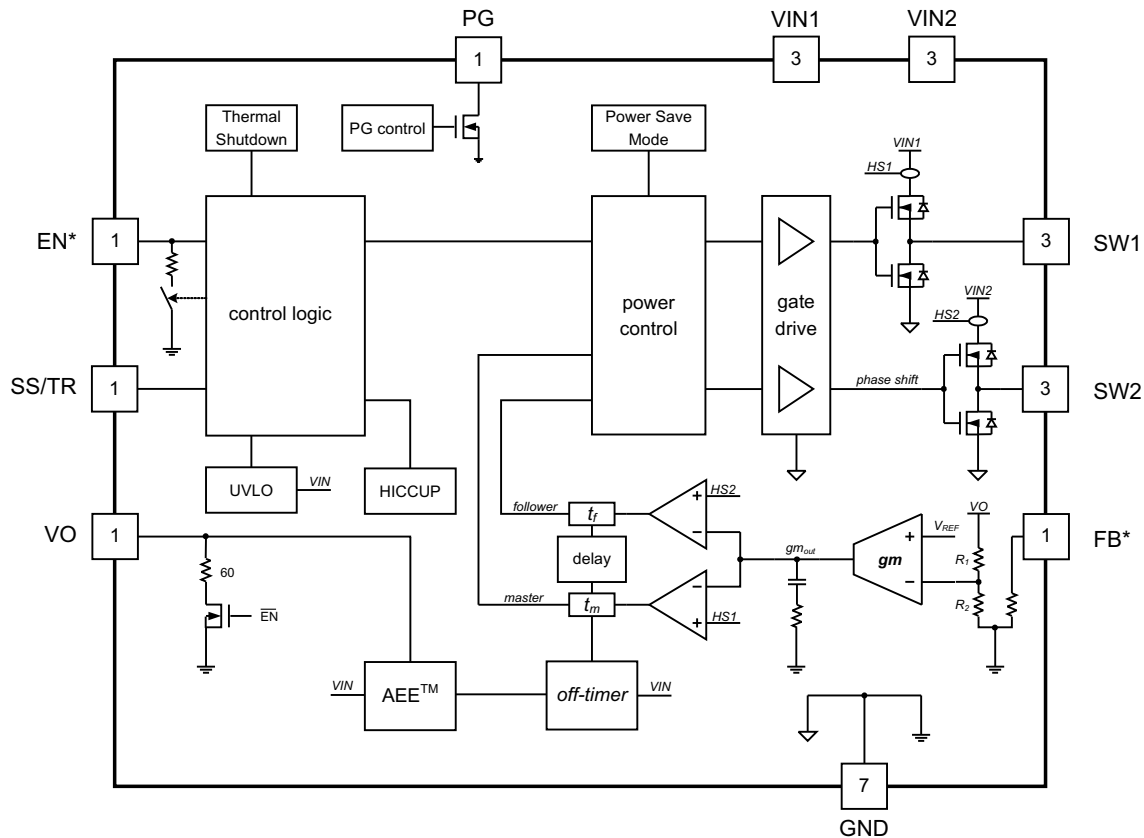 PG
VIN1
VIN2
1
3
3
Thermal
Shutdown
PG control
Power Save
Mode
VIN1
HS1
EN*
1
3
SW1
control logic
power
control
gate
drive
VIN2
HS2
SS/TR
1
phase shift
3
SW2
UVLO
VIN
HICCUP
HS2
VO
1
follower
tf
VREF
VO
1
FB*
delay
gmout
gm
R1
60
EN
master
tm
HS1
R2
VIN
AEE™
off-timer
VIN
7
GND